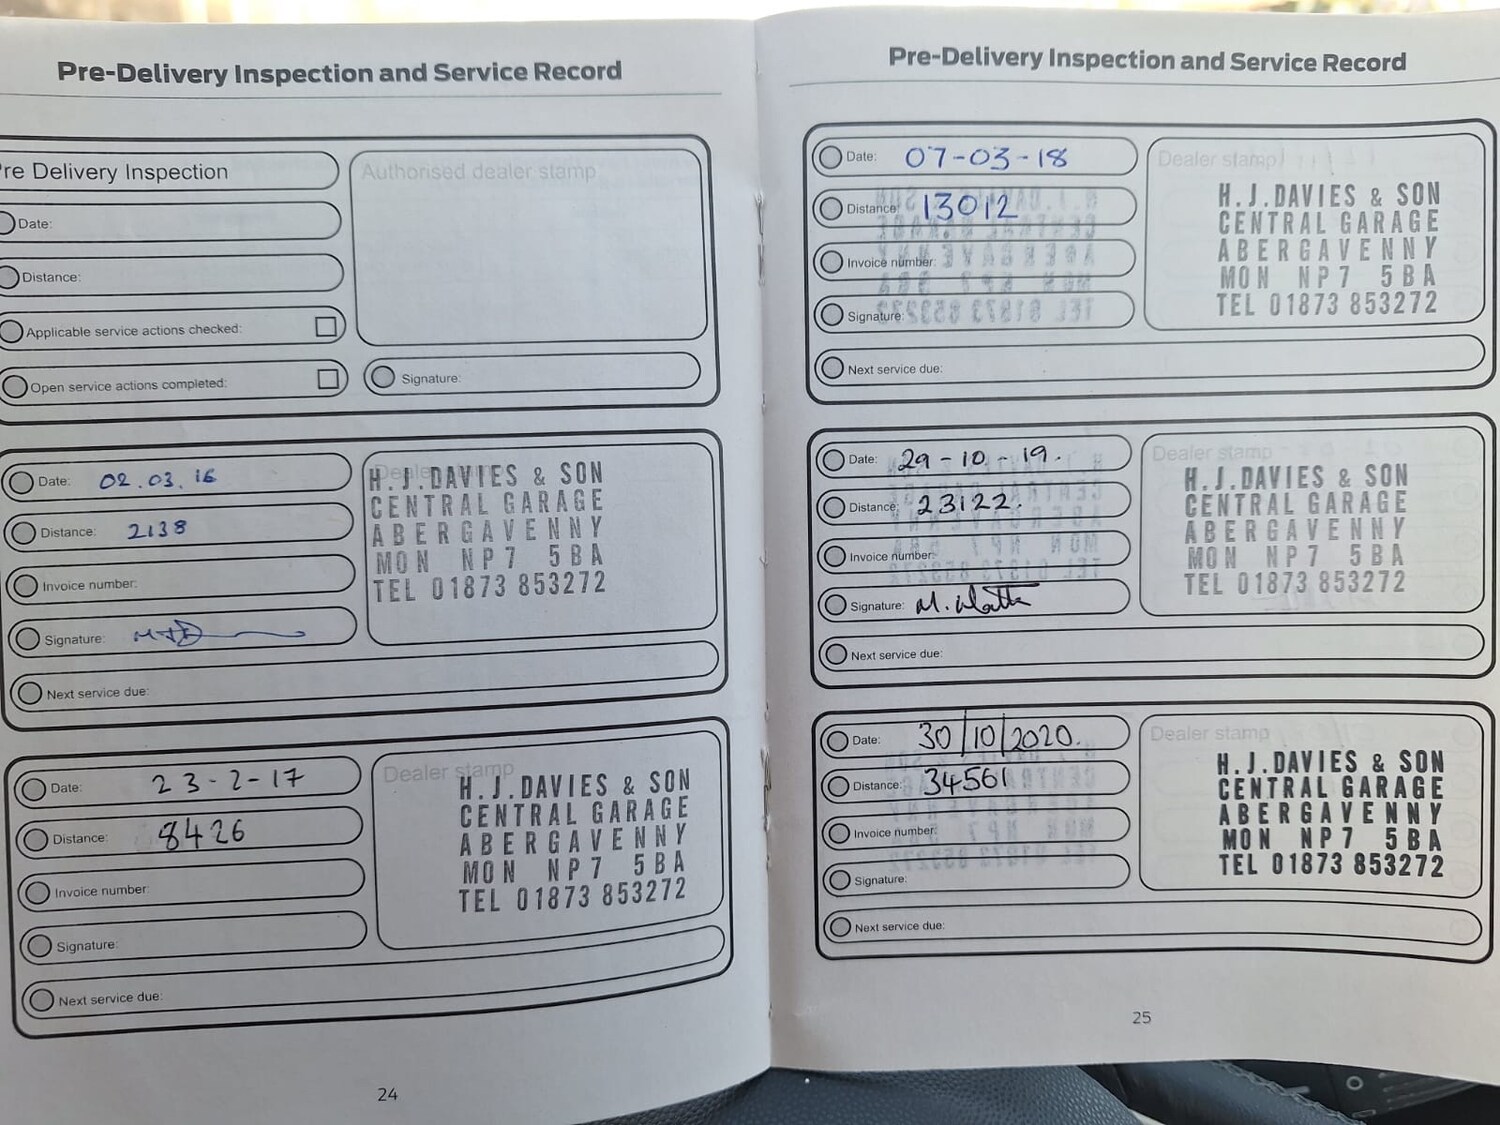 Pre-Delivery Inspection and Service Record
re Delivery Inspection
Authorised dealer stamp
Date:
Distance:
Applicable service actions checked:
Open service actions completed:
Signature:
Date: 02.03.16
Distance: 2138
Invoice number:
Signature:
Next service due:
H.J.DAVIES & SON
CENTRAL GARAGE
ABERGAVENNY
MON NP7 5BA
TEL 01873 853272
Date: 23-2-17
Distance: 8426
Invoice number:
Signature:
Next service due:
Dealer stamp
H.J.DAVIES & SON
CENTRAL GARAGE
ABERGAVENNY
MON NP7 5BA
TEL 01873 853272
24
Pre-Delivery Inspection and Service Record
Date: 07-03-18
Distance: 13012
Invoice number:
Signature:
Next service due:
Dealer stamp
H.J.DAVIES & SON
CENTRAL GARAGE
ABERGAVENNY
MON NP7 5BA
TEL 01873 853272
Date: 29-10-19.
Distance: 23122.
Invoice number:
Signature: M.
Next service due:
Dealer stamp
H.J.DAVIES & SON
CENTRAL GARAGE
ABERGAVENNY
MON NP7 5BA
TEL 01873 853272
Date: 30/10/2020.
Distance: 34561
Invoice number:
Signature:
Next service due:
Dealer stamp
H.J.DAVIES & SON
CENTRAL GARAGE
ABERGAVENNY
MON NP7 5BA
TEL 01873 853272
25